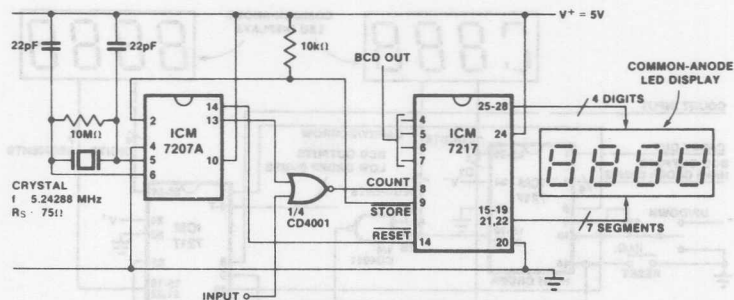 V+ = 5V
22pF
22pF
10kΩ
BCD OUT
COMMON-ANODE
LED DISPLAY
10MΩ
2
4
5
6
14
13
10
ICM
7207A
CRYSTAL
f 5.24288 MHz
RS · 75Ω
1/4
CD4001
COUNT
STORE
RESET
4
5
6
7
8
9
14
ICM
7217
25-28
24
15-19
21,22
20
4 DIGITS
7 SEGMENTS
INPUT